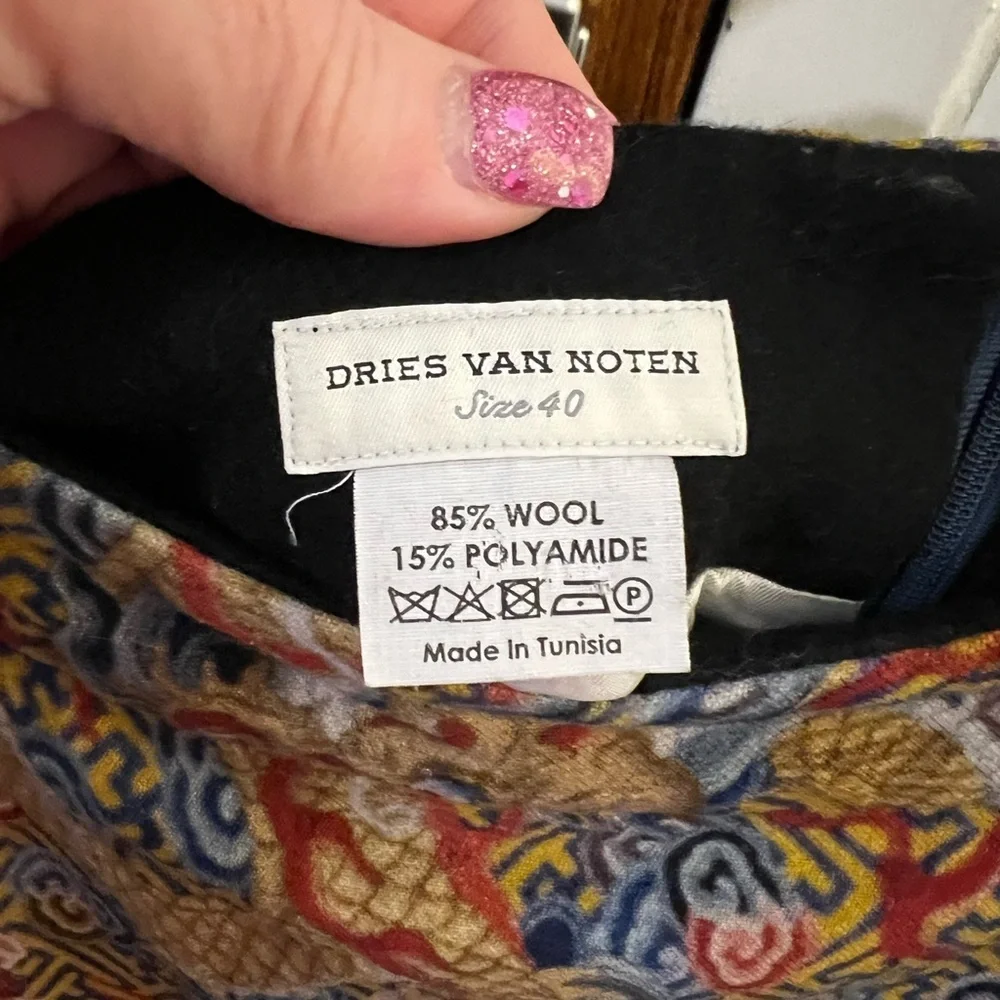 DRIES VAN NOTEN
Size 40
85% WOOL
15% POLYAMIDE
P
Made In Tunisia